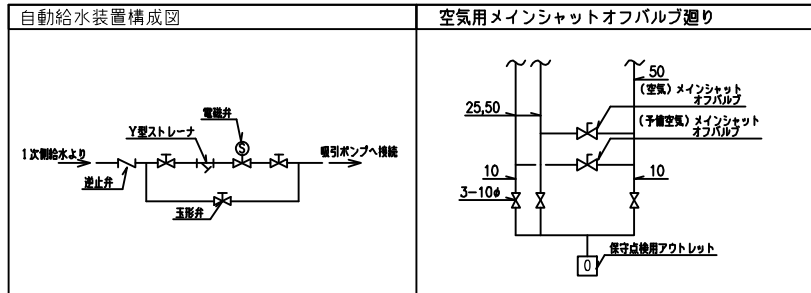 自動給水装置構成図
電磁弁
S
Y型ストレーナ
1次側給水より
吸引ポンプへ接続
逆止弁
玉形弁
空気用メインシャットオフバルブ廻り
50
(空気)メインシャット
オフバルブ
25,50
(予備空気)メインシャット
オフバルブ
10
10
3-10φ
保守点検用アウトレット
O